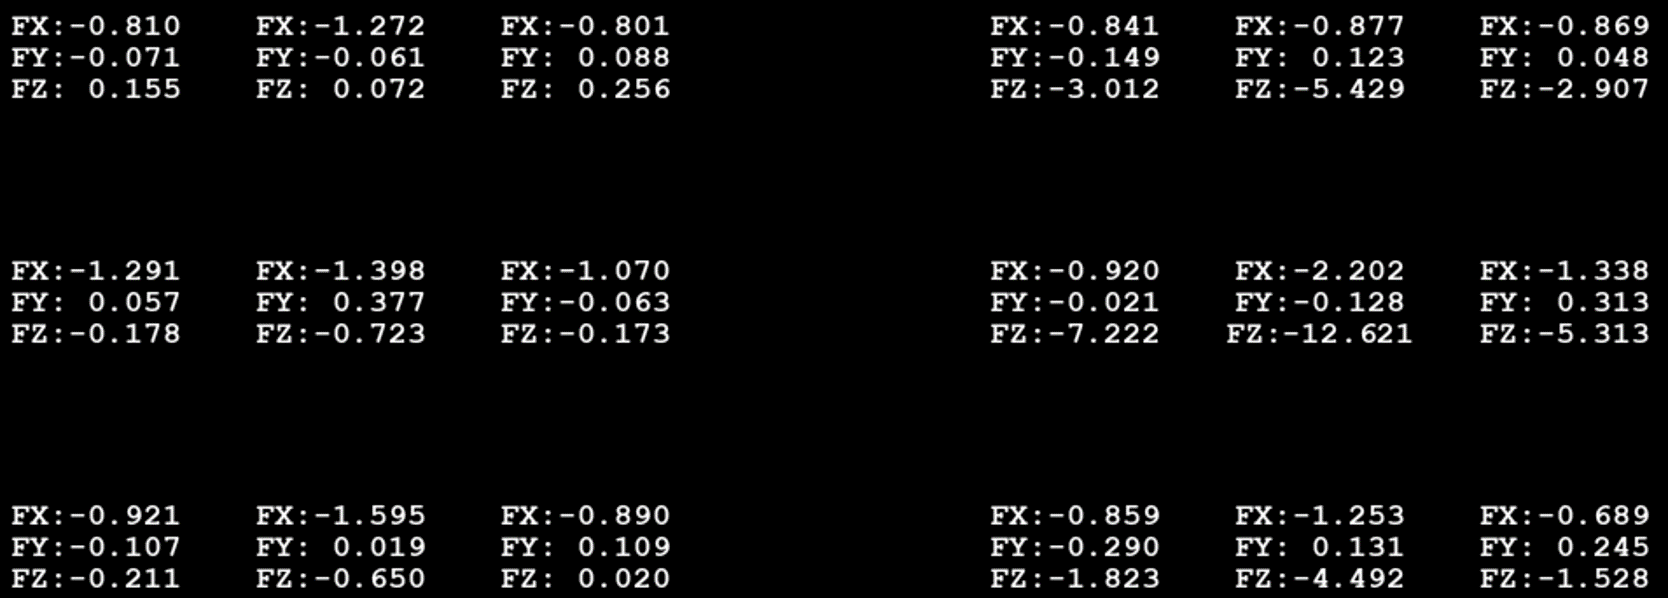 FX:-0.810 FX:-1.272 FX:-0.801 FX:-0.841 FX:-0.877 FX:-0.869
FY:-0.071 FY:-0.061 FY: 0.088 FY:-0.149 FY: 0.123 FY: 0.048
FZ: 0.155 FZ: 0.072 FZ: 0.256 FZ:-3.012 FZ:-5.429 FZ:-2.907
FX:-1.291 FX:-1.398 FX:-1.070 FX:-0.920 FX:-2.202 FX:-1.338
FY: 0.057 FY: 0.377 FY:-0.063 FY:-0.021 FY:-0.128 FY: 0.313
FZ:-0.178 FZ:-0.723 FZ:-0.173 FZ:-7.222 FZ:-12.621 FZ:-5.313
FX:-0.921 FX:-1.595 FX:-0.890 FX:-0.859 FX:-1.253 FX:-0.689
FY:-0.107 FY: 0.019 FY: 0.109 FY:-0.290 FY: 0.131 FY: 0.245
FZ:-0.211 FZ:-0.650 FZ: 0.020 FZ:-1.823 FZ:-4.492 FZ:-1.528